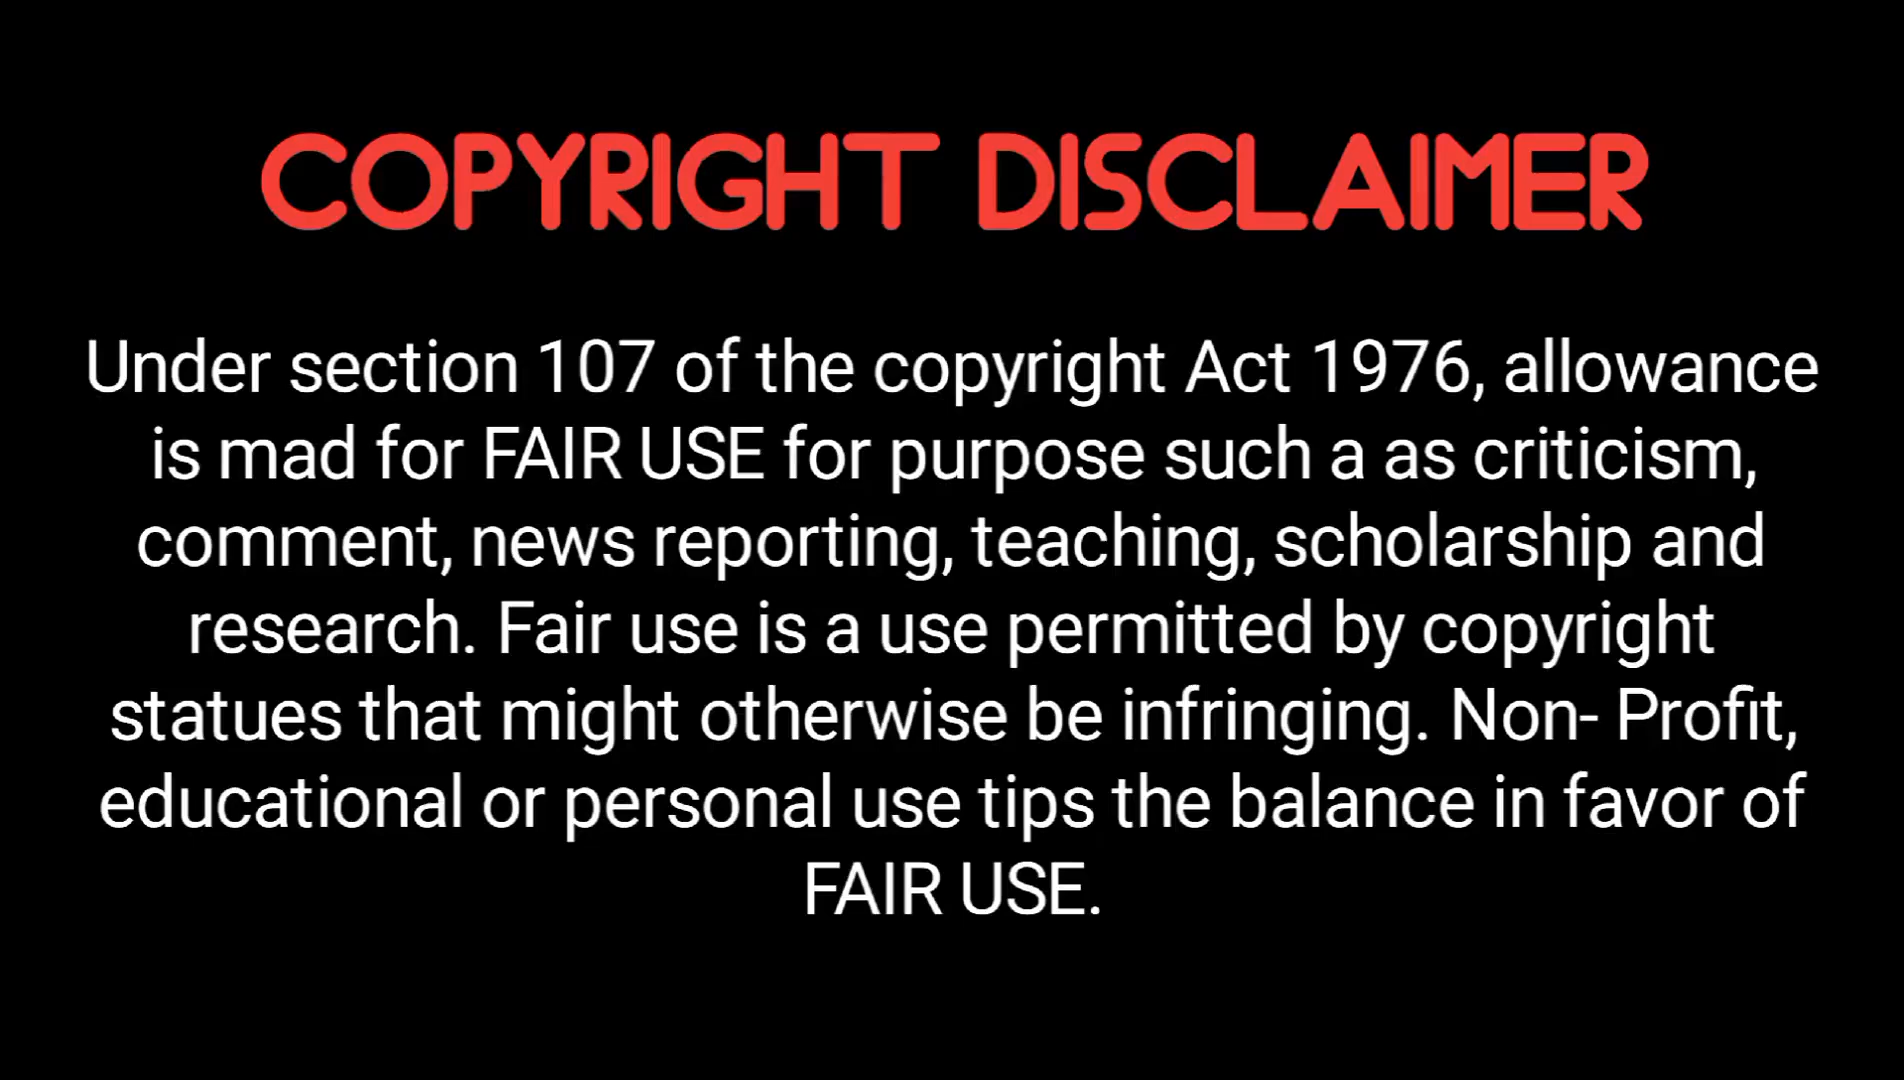 COPYRIGHT DISCLAIMER
Under section 107 of the copyright Act 1976, allowance
is mad for FAIR USE for purpose such a as criticism,
comment, news reporting, teaching, scholarship and
research. Fair use is a use permitted by copyright
statues that might otherwise be infringing. Non- Profit,
educational or personal use tips the balance in favor of
FAIR USE.